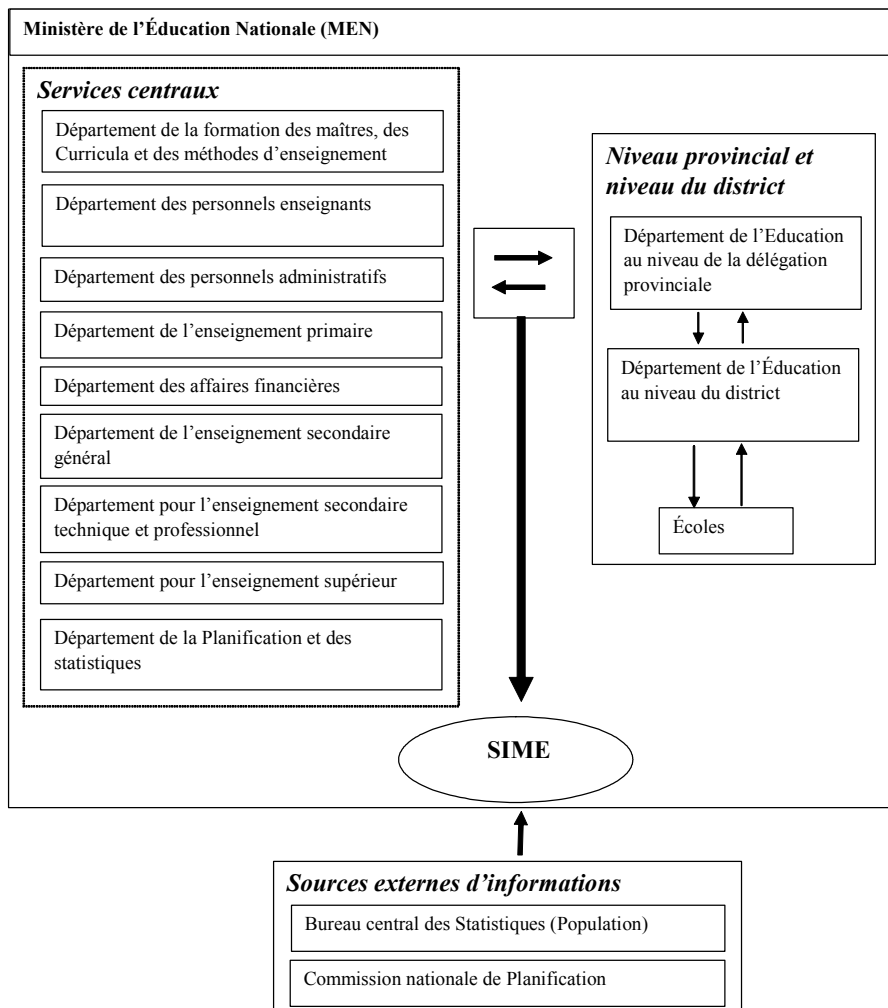 Ministère de l’Éducation Nationale (MEN)
Services centraux
Département de la formation des maîtres, des
Curricula et des méthodes d’enseignement
Département des personnels enseignants
Département des personnels administratifs
Département de l’enseignement primaire
Département des affaires financières
Département de l’enseignement secondaire
général
Département pour l’enseignement secondaire
technique et professionnel
Département pour l’enseignement supérieur
Département de la Planification et des
statistiques
Niveau provincial et
niveau du district
Département de l’Education
au niveau de la délégation
provinciale
Département de l’Éducation
au niveau du district
Écoles
SIME
Sources externes d’informations
Bureau central des Statistiques (Population)
Commission nationale de Planification